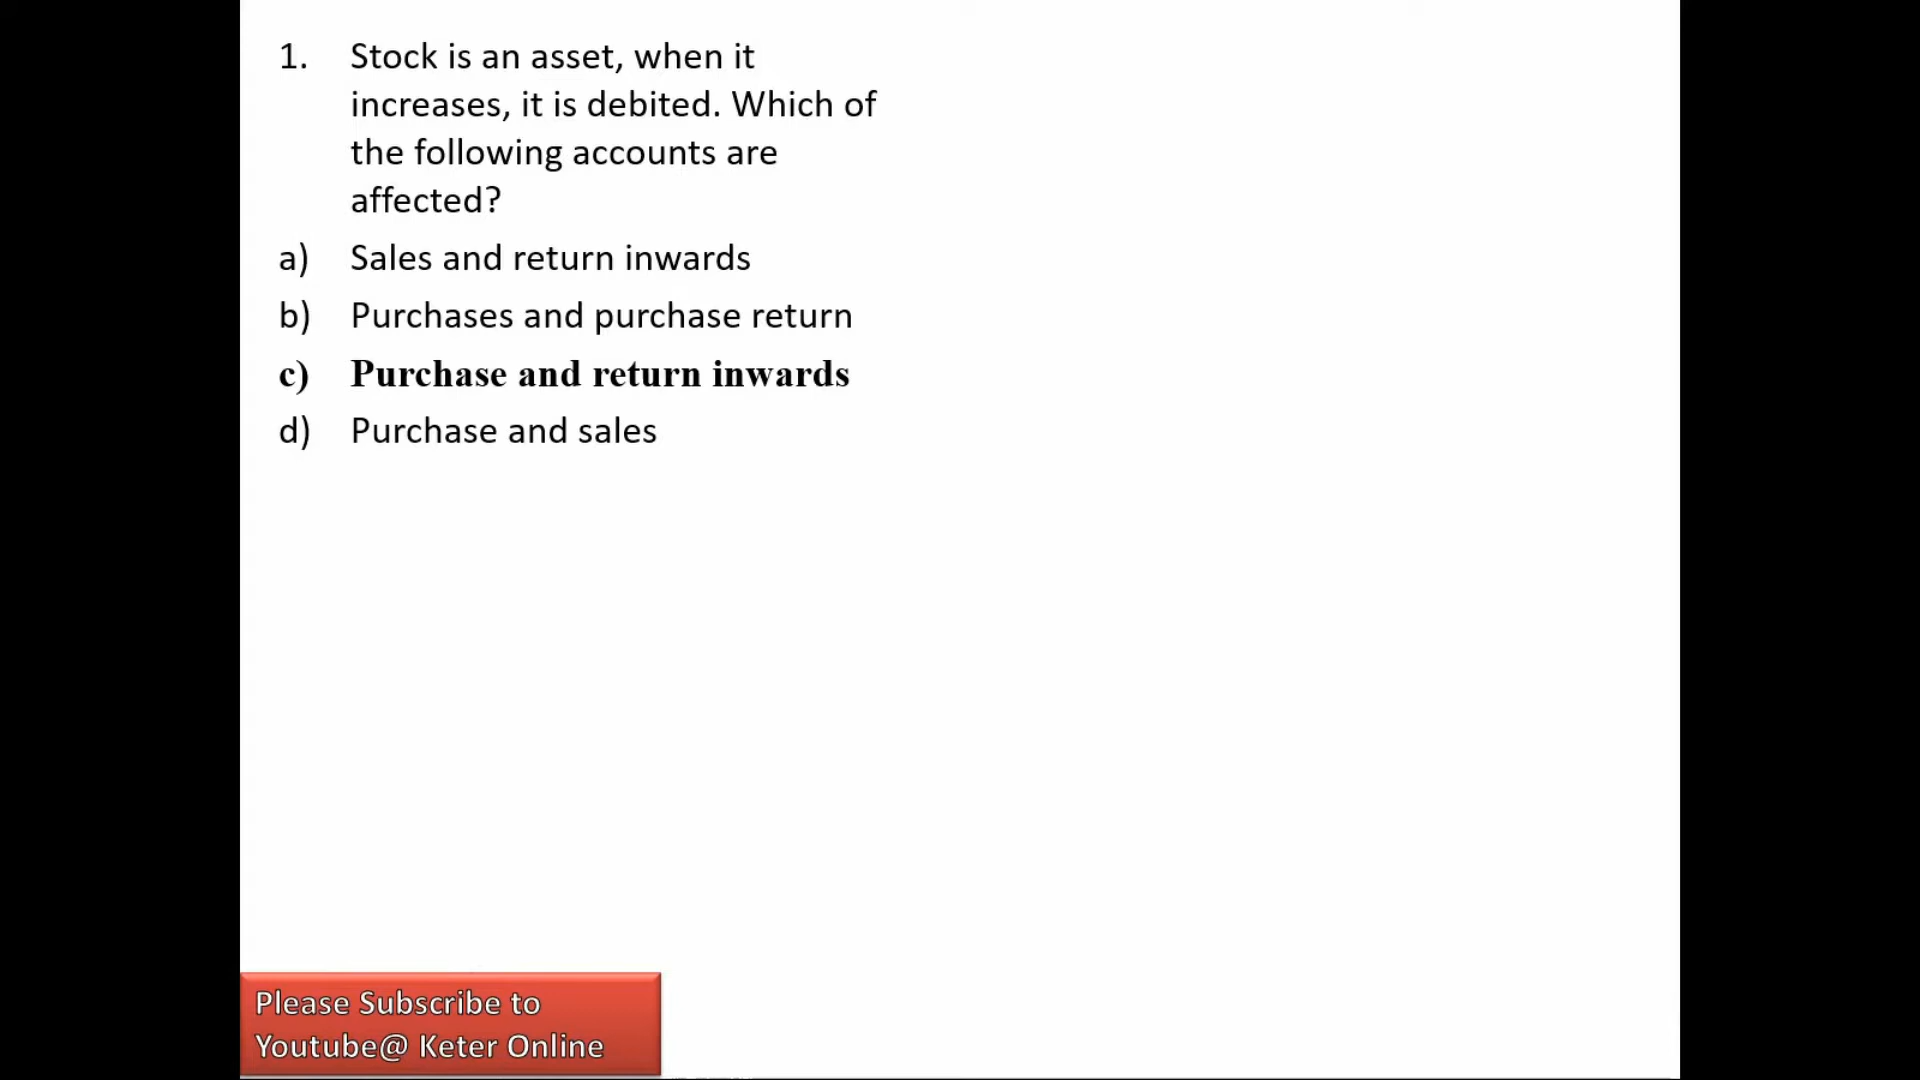 1. Stock is an asset, when it
increases, it is debited. Which of
the following accounts are
affected?
a) Sales and return inwards
b) Purchases and purchase return
c) Purchase and return inwards
d) Purchase and sales
Please Subscribe to
Youtube@ Keter Online